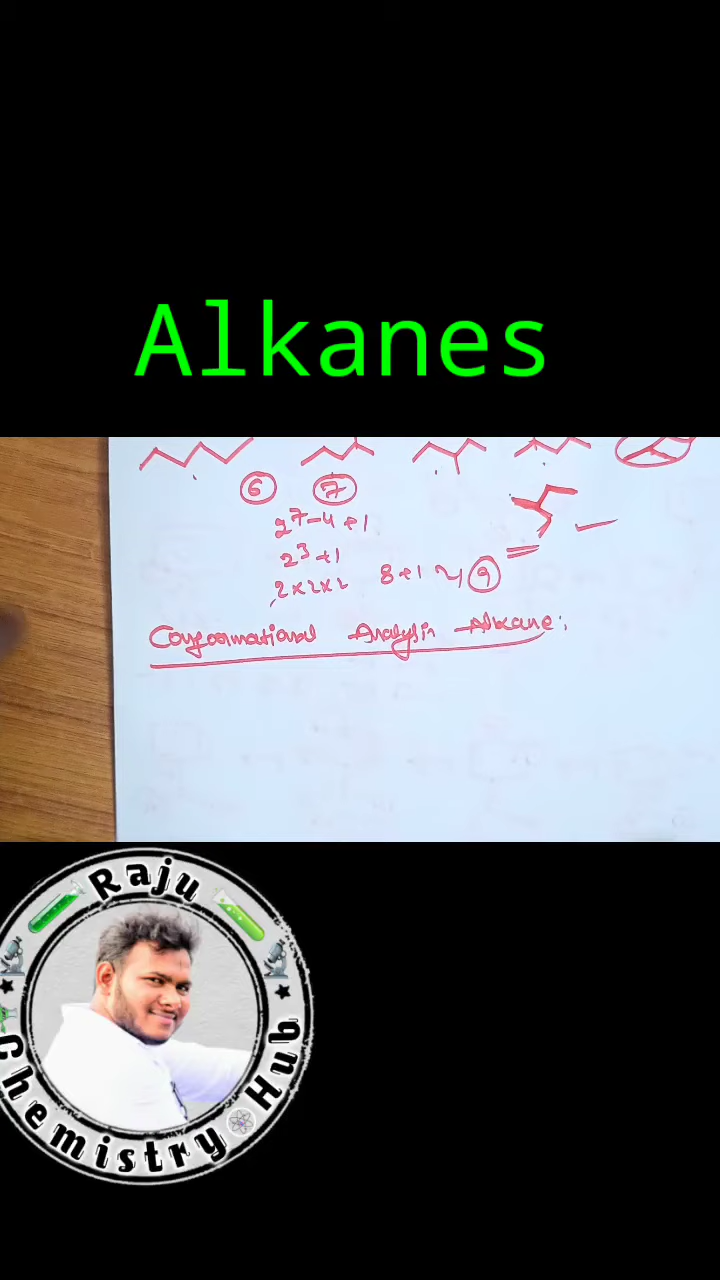 Alkanes
6 7
2^7-4+1
2^3+1
2×2×2 8+1 ~ 9
Conformational Analysis Alkane:
Raju
Chemistry Hub